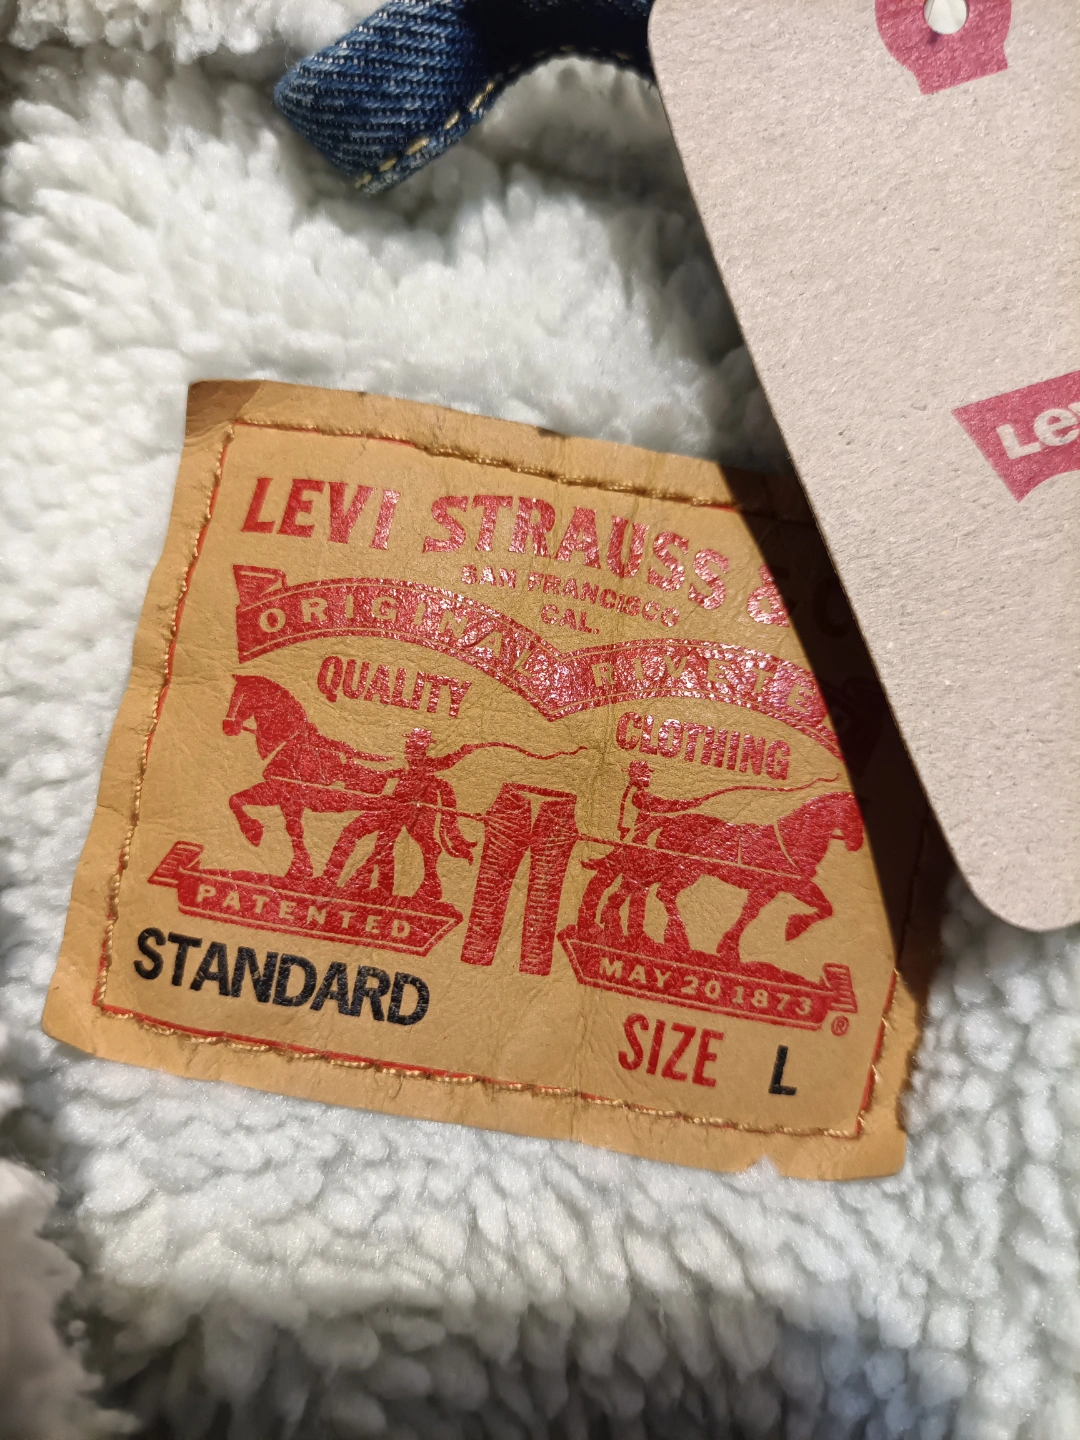 LEVI STRAUSS &
SAN FRANCISCO
CAL.
ORIGINAL RIVETE
QUALITY
CLOTHING
PATENTED
MAY 20 1873
®
STANDARD
SIZE L
Lev